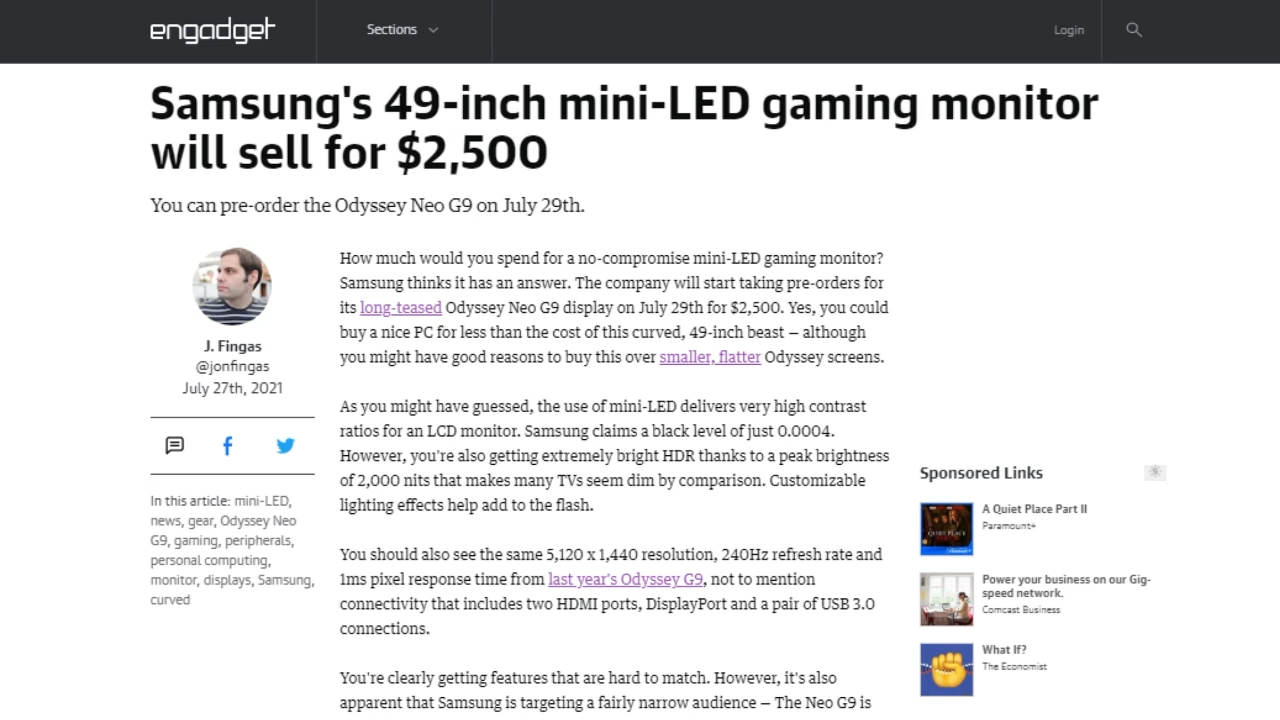 engadget
Sections
Login
Samsung's 49-inch mini-LED gaming monitor
will sell for $2,500
You can pre-order the Odyssey Neo G9 on July 29th.
J. Fingas
@jonfingas
July 27th, 2021
In this article: mini-LED,
news, gear, Odyssey Neo
G9, gaming, peripherals,
personal computing,
monitor, displays, Samsung,
curved
How much would you spend for a no-compromise mini-LED gaming monitor?
Samsung thinks it has an answer. The company will start taking pre-orders for
its long-teased Odyssey Neo G9 display on July 29th for $2,500. Yes, you could
buy a nice PC for less than the cost of this curved, 49-inch beast — although
you might have good reasons to buy this over smaller, flatter Odyssey screens.
As you might have guessed, the use of mini-LED delivers very high contrast
ratios for an LCD monitor. Samsung claims a black level of just 0.0004.
However, you're also getting extremely bright HDR thanks to a peak brightness
of 2,000 nits that makes many TVs seem dim by comparison. Customizable
lighting effects help add to the flash.
You should also see the same 5,120 x 1,440 resolution, 240Hz refresh rate and
1ms pixel response time from last year's Odyssey G9, not to mention
connectivity that includes two HDMI ports, DisplayPort and a pair of USB 3.0
connections.
You're clearly getting features that are hard to match. However, it's also
apparent that Samsung is targeting a fairly narrow audience — The Neo G9 is
Sponsored Links
A Quiet Place Part II
Paramount+
Power your business on our Gig-
speed network.
Comcast Business
What If?
The Economist